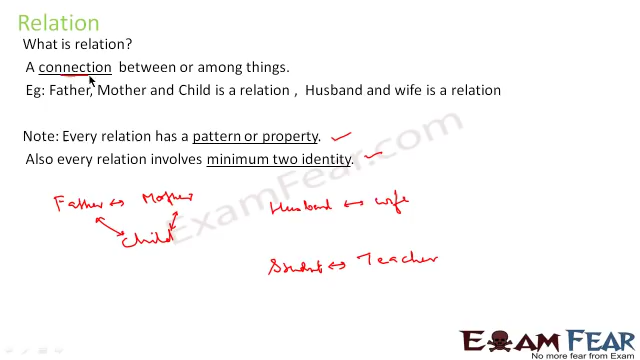 Relation
What is relation?
A connection between or among things.
Eg: Father, Mother and Child is a relation , Husband and wife is a relation
Note: Every relation has a pattern or property.
Also every relation involves minimum two identity.
Father ↔ Mother
Child
Husband ↔ wife
Student ↔ Teacher
ExamFear.com
EXAM FEAR
No more fear from Exam